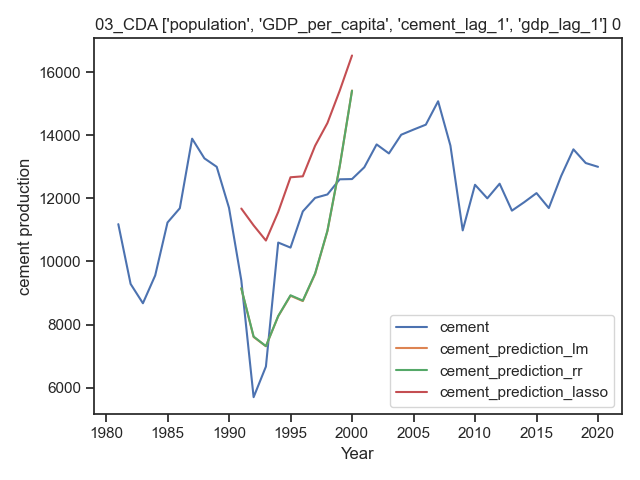 03_CDA ['population', 'GDP_per_capita', 'cement_lag_1', 'gdp_lag_1'] 0
16000
14000
12000
10000
8000
6000
cement production
cement
cement_prediction_lm
cement_prediction_rr
cement_prediction_lasso
1980 1985 1990 1995 2000 2005 2010 2015 2020
Year